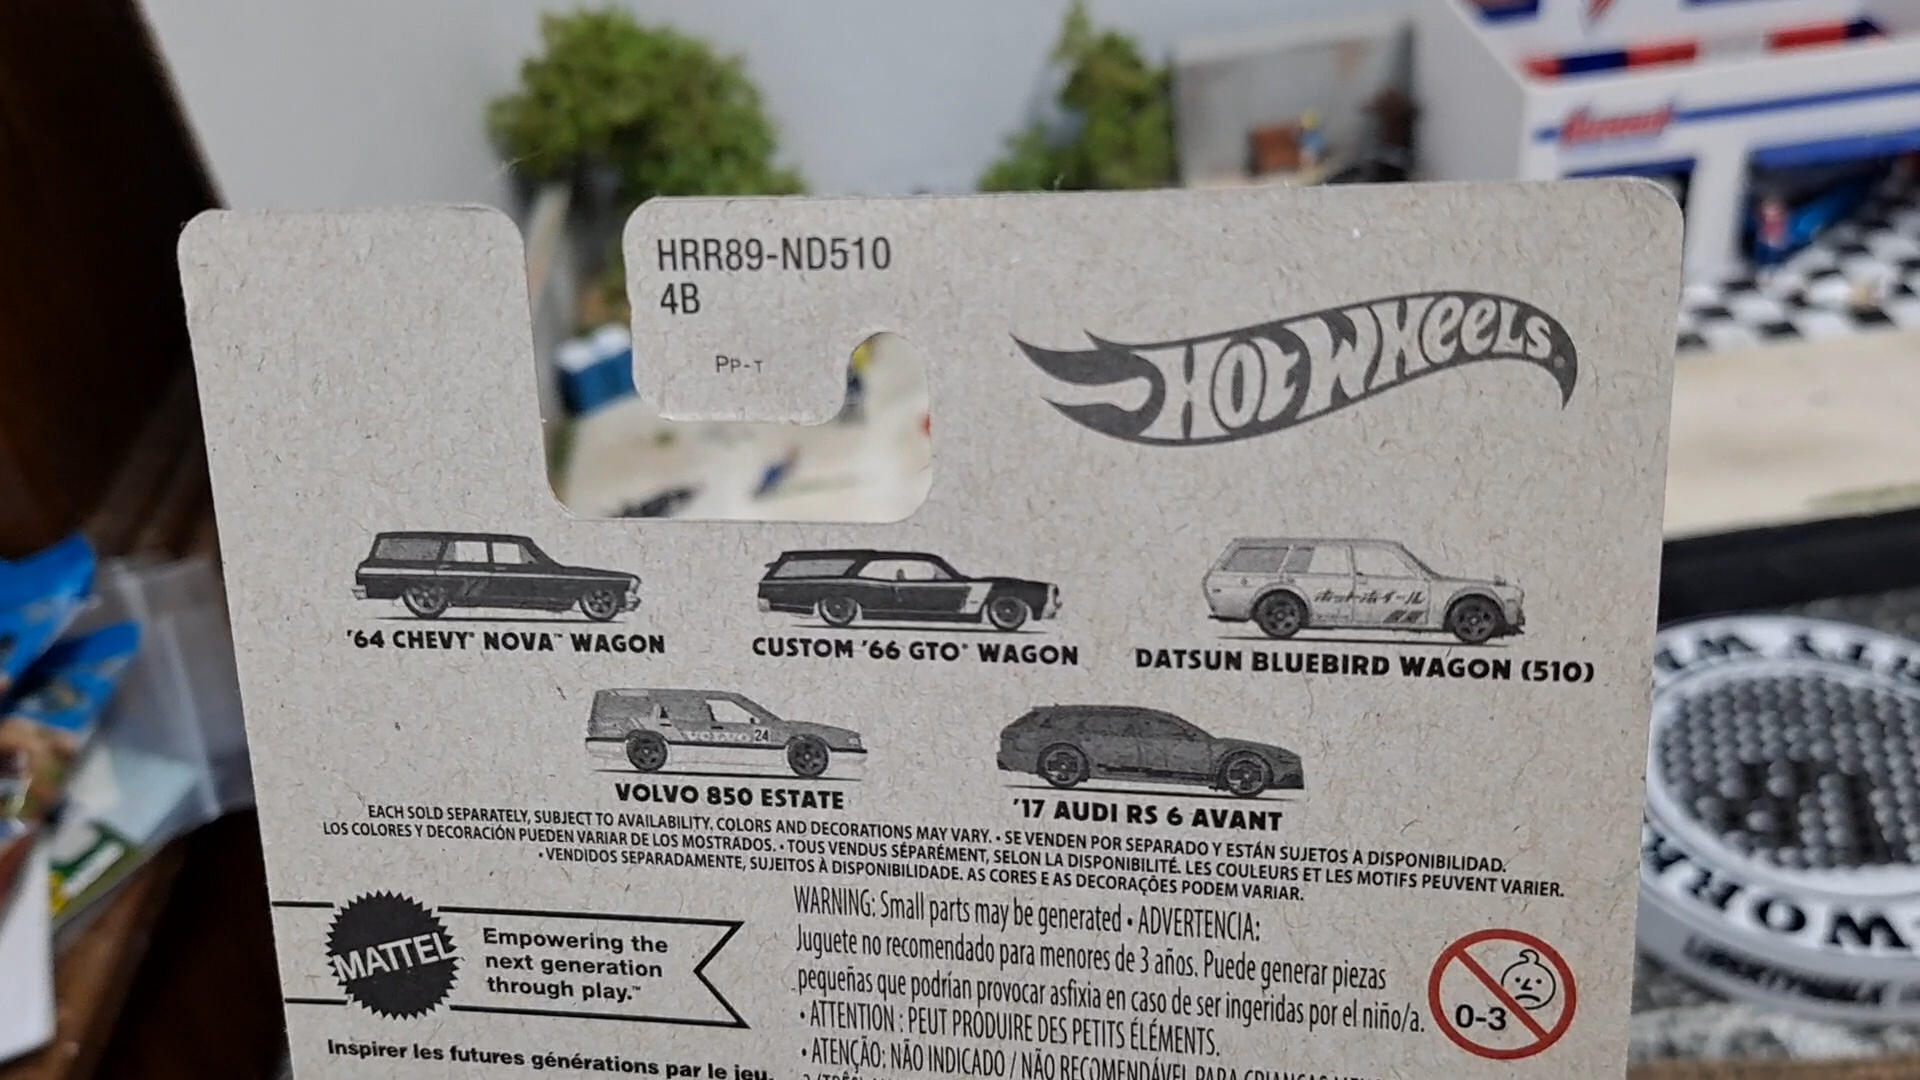 HRR89-ND510
4B
PP-T
HOT WHEELS
'64 CHEVY® NOVA™ WAGON
CUSTOM '66 GTO® WAGON
DATSUN BLUEBIRD WAGON (510)
VOLVO 24
VOLVO 850 ESTATE
'17 AUDI RS 6 AVANT
EACH SOLD SEPARATELY, SUBJECT TO AVAILABILITY. COLORS AND DECORATIONS MAY VARY. • SE VENDEN POR SEPARADO Y ESTÁN SUJETOS A DISPONIBILIDAD.
LOS COLORES Y DECORACIÓN PUEDEN VARIAR DE LOS MOSTRADOS. • TOUS VENDUS SÉPARÉMENT, SELON LA DISPONIBILITÉ. LES COULEURS ET LES MOTIFS PEUVENT VARIER.
• VENDIDOS SEPARADAMENTE, SUJEITOS À DISPONIBILIDADE. AS CORES E AS DECORAÇÕES PODEM VARIAR.
MATTEL
Empowering the
next generation
through play.™
Inspirer les futures générations par le jeu.
WARNING: Small parts may be generated • ADVERTENCIA:
Juguete no recomendado para menores de 3 años. Puede generar piezas
pequeñas que podrían provocar asfixia en caso de ser ingeridas por el niño/a.
• ATTENTION : PEUT PRODUIRE DES PETITS ÉLÉMENTS.
• ATENÇÃO: NÃO INDICADO / NÃO RECOMENDÁVEL PARA
0-3